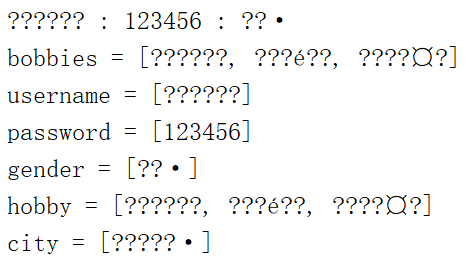 ?????? : 123456 : ??·
bobbies = [??????, ???é??, ????¤?]
username = [??????]
password = [123456]
gender = [??·]
hobby = [??????, ???é??, ????¤?]
city = [?????·]